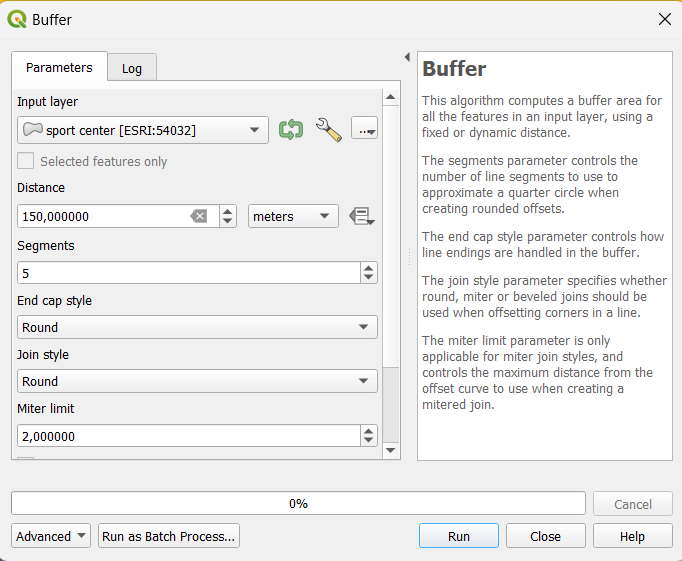 Buffer
Parameters
Log
Input layer
sport center [ESRI:54032]
...
Selected features only
Distance
150,000000
meters
Segments
5
End cap style
Round
Join style
Round
Miter limit
2,000000
Buffer
This algorithm computes a buffer area for
all the features in an input layer, using a
fixed or dynamic distance.
The segments parameter controls the
number of line segments to use to
approximate a quarter circle when
creating rounded offsets.
The end cap style parameter controls how
line endings are handled in the buffer.
The join style parameter specifies whether
round, miter or beveled joins should be
used when offsetting corners in a line.
The miter limit parameter is only
applicable for miter join styles, and
controls the maximum distance from the
offset curve to use when creating a
mitered join.
0%
Cancel
Advanced
Run as Batch Process...
Run
Close
Help